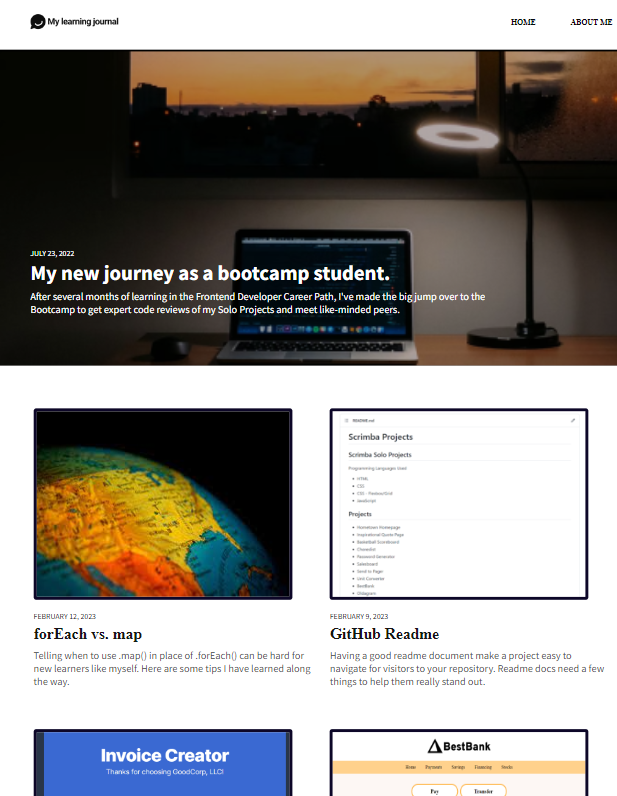 My learning journal
HOME ABOUT ME
JULY 23, 2022
My new journey as a bootcamp student.
After several months of learning in the Frontend Developer Career Path, I've made the big jump over to the
Bootcamp to get expert code reviews of my Solo Projects and meet like-minded peers.
README.md
Scrimba Projects
Scrimba Solo Projects
Programming Languages Used
HTML
CSS
CSS - Flexbox/Grid
JavaScript
Projects
Hometown Homepage
Inspirational Quote Page
Basketball Scoreboard
Password Generator
Unit Converter
BestBank
Oldagram
FEBRUARY 12, 2023
forEach vs. map
Telling when to use .map() in place of .forEach() can be hard for
new learners like myself. Here are some tips I have learned along
the way.
FEBRUARY 9, 2023
GitHub Readme
Having a good readme document make a project easy to
navigate for visitors to your repository. Readme docs need a few
things to help them really stand out.
Invoice Creator
Thanks for choosing GoodCorp, LLC!
BestBank
Home Payments Savings Financing Stocks
Pay Transfer